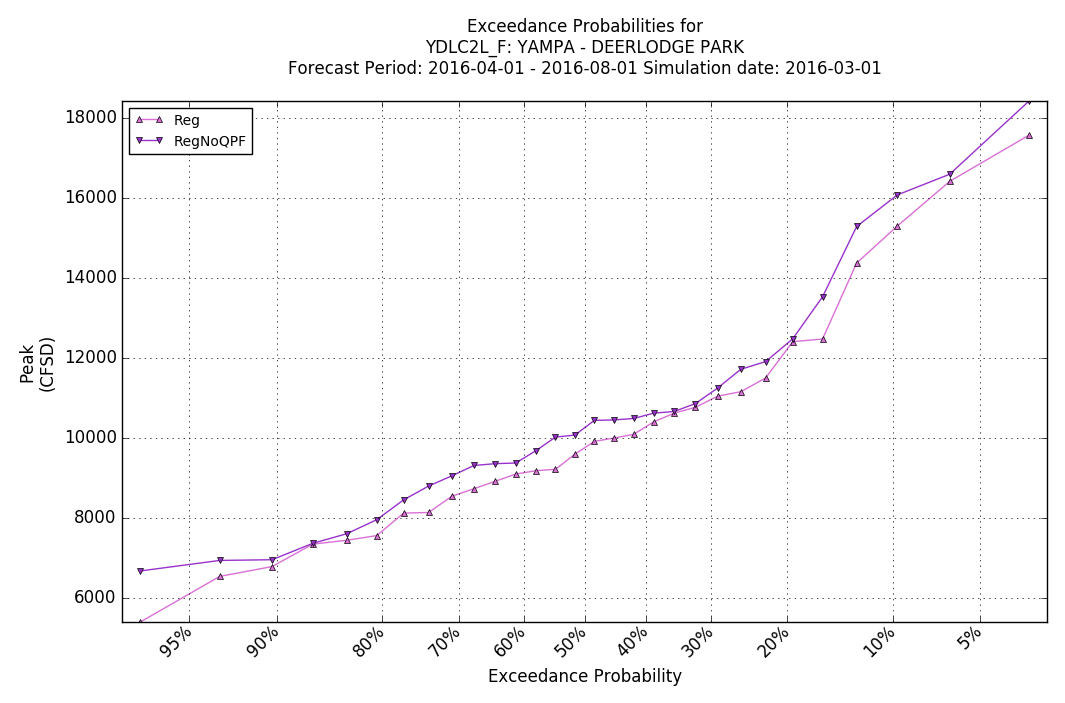 Exceedance Probabilities for
YDLC2L_F: YAMPA - DEERLODGE PARK
Forecast Period: 2016-04-01 - 2016-08-01 Simulation date: 2016-03-01
Reg
RegNoQPF
18000
16000
14000
12000
10000
8000
6000
Peak
(CFSD)
95%
90%
80%
70%
60%
50%
40%
30%
20%
10%
5%
Exceedance Probability